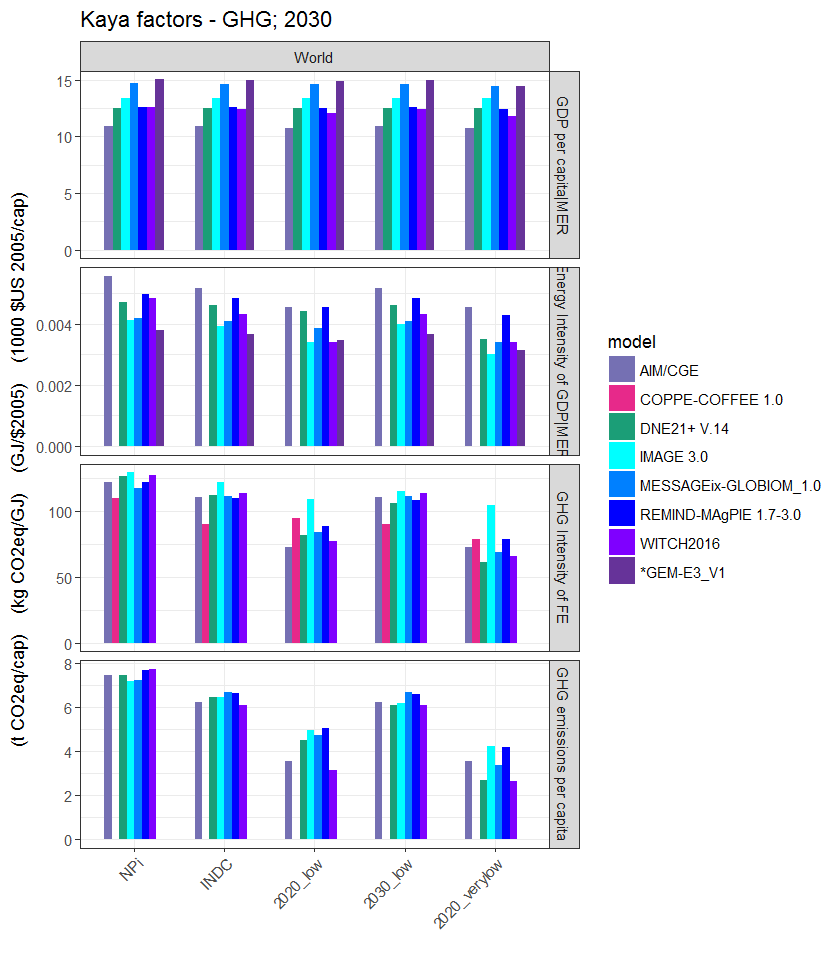 Kaya factors - GHG; 2030
World
15
10
5
0
GDP per capita|MER
0.004
0.002
0.000
Energy Intensity of GDP|MER
100
50
0
GHG Intensity of FE
8
6
4
2
0
GHG emissions per capita
(t CO2eq/cap) (kg CO2eq/GJ) (GJ/$2005) (1000 $US 2005/cap)
NPi
INDC
2020_low
2030_low
2020_verylow
model
AIM/CGE
COPPE-COFFEE 1.0
DNE21+ V.14
IMAGE 3.0
MESSAGEix-GLOBIOM_1.0
REMIND-MAgPIE 1.7-3.0
WITCH2016
*GEM-E3_V1